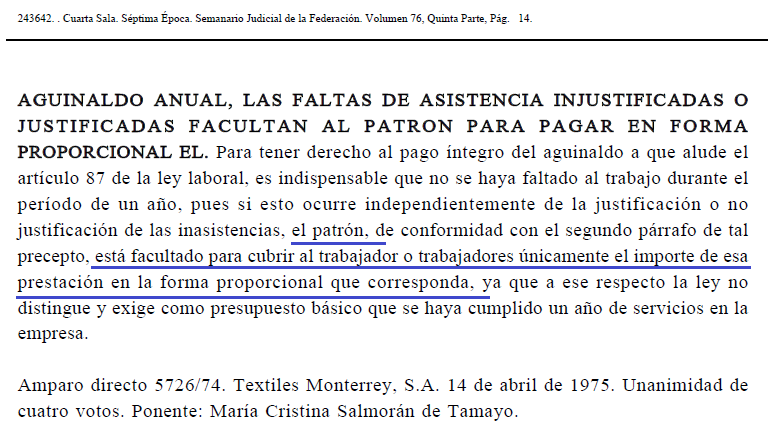 243642. . Cuarta Sala. Séptima Época. Semanario Judicial de la Federación. Volumen 76, Quinta Parte, Pág. 14.
AGUINALDO ANUAL, LAS FALTAS DE ASISTENCIA INJUSTIFICADAS O
JUSTIFICADAS FACULTAN AL PATRON PARA PAGAR EN FORMA
PROPORCIONAL EL. Para tener derecho al pago íntegro del aguinaldo a que alude el
artículo 87 de la ley laboral, es indispensable que no se haya faltado al trabajo durante el
período de un año, pues si esto ocurre independientemente de la justificación o no
justificación de las inasistencias, el patrón, de conformidad con el segundo párrafo de tal
precepto, está facultado para cubrir al trabajador o trabajadores únicamente el importe de esa
prestación en la forma proporcional que corresponda, ya que a ese respecto la ley no
distingue y exige como presupuesto básico que se haya cumplido un año de servicios en la
empresa.
Amparo directo 5726/74. Textiles Monterrey, S.A. 14 de abril de 1975. Unanimidad de
cuatro votos. Ponente: María Cristina Salmorán de Tamayo.